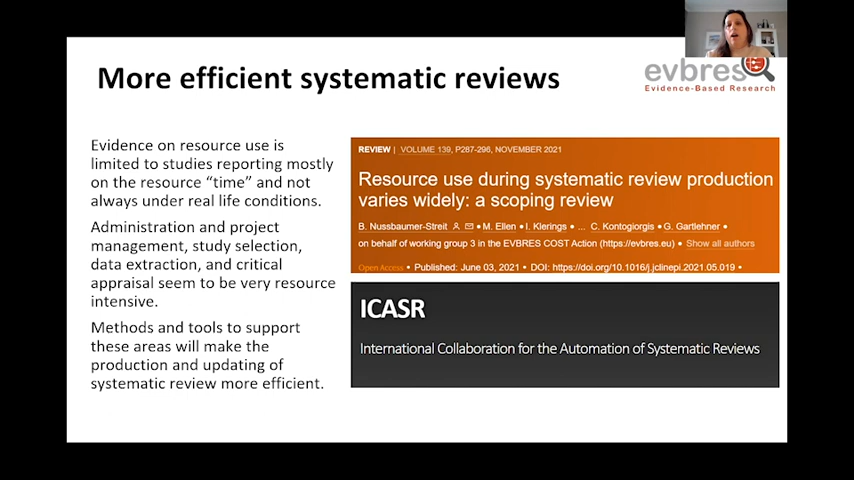 More efficient systematic reviews
evbres
Evidence-Based Research
Evidence on resource use is
limited to studies reporting mostly
on the resource “time” and not
always under real life conditions.
Administration and project
management, study selection,
data extraction, and critical
appraisal seem to be very resource
intensive.
Methods and tools to support
these areas will make the
production and updating of
systematic review more efficient.
REVIEW | VOLUME 139, P287-296, NOVEMBER 2021
Resource use during systematic review production
varies widely: a scoping review
B. Nussbaumer-Streit • M. Ellen • I. Klerings • ... C. Kontogiorgis • G. Gartlehner •
on behalf of working group 3 in the EVBRES COST Action (https://evbres.eu) • Show all authors
Open Access • Published: June 03, 2021 • DOI: https://doi.org/10.1016/j.jclinepi.2021.05.019 •
ICASR
International Collaboration for the Automation of Systematic Reviews